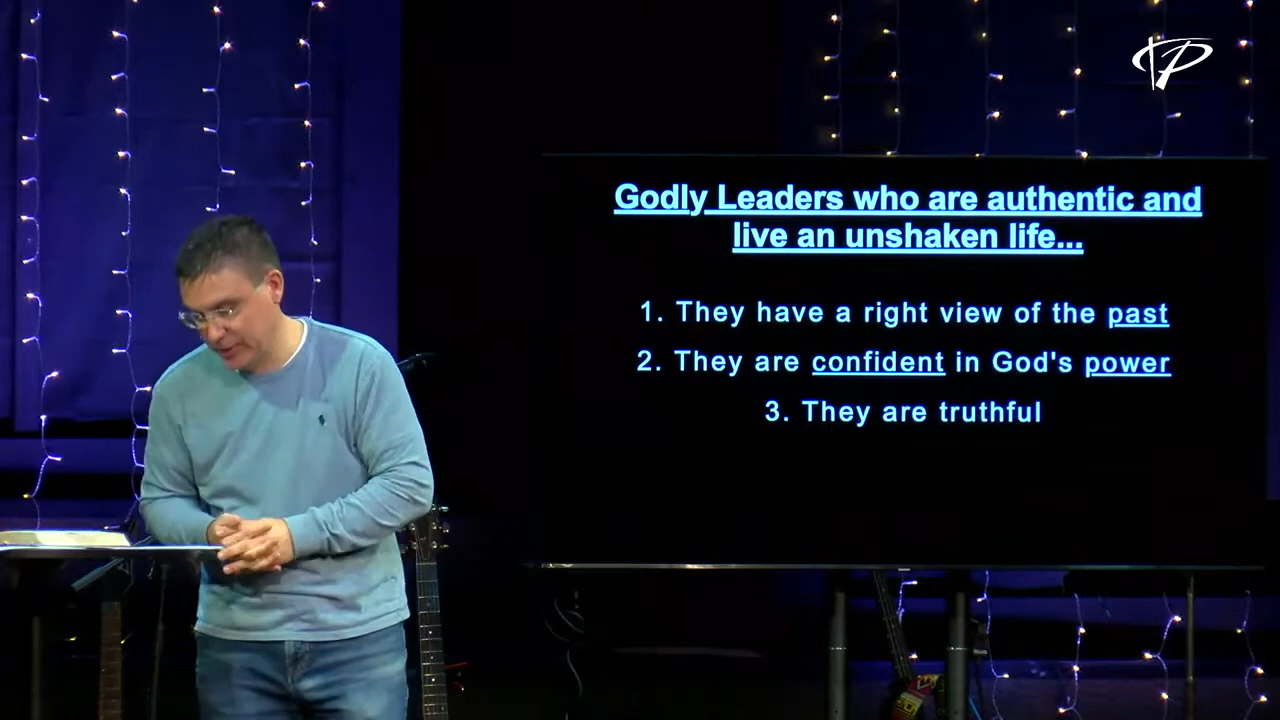 Godly Leaders who are authentic and
live an unshaken life...
1. They have a right view of the past
2. They are confident in God's power
3. They are truthful